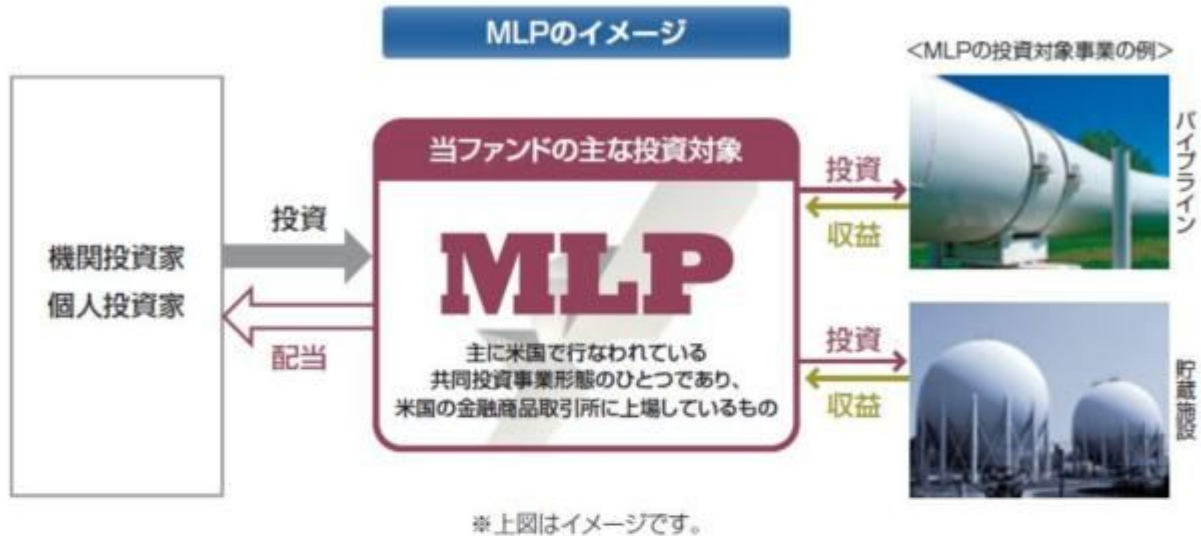 MLPのイメージ
<MLPの投資対象事業の例>
機関投資家
個人投資家
投資
配当
当ファンドの主な投資対象
MLP
主に米国で行なわれている
共同投資事業形態のひとつであり、
米国の金融商品取引所に上場しているもの
投資
収益
パイプライン
投資
収益
貯蔵施設
※上図はイメージです。